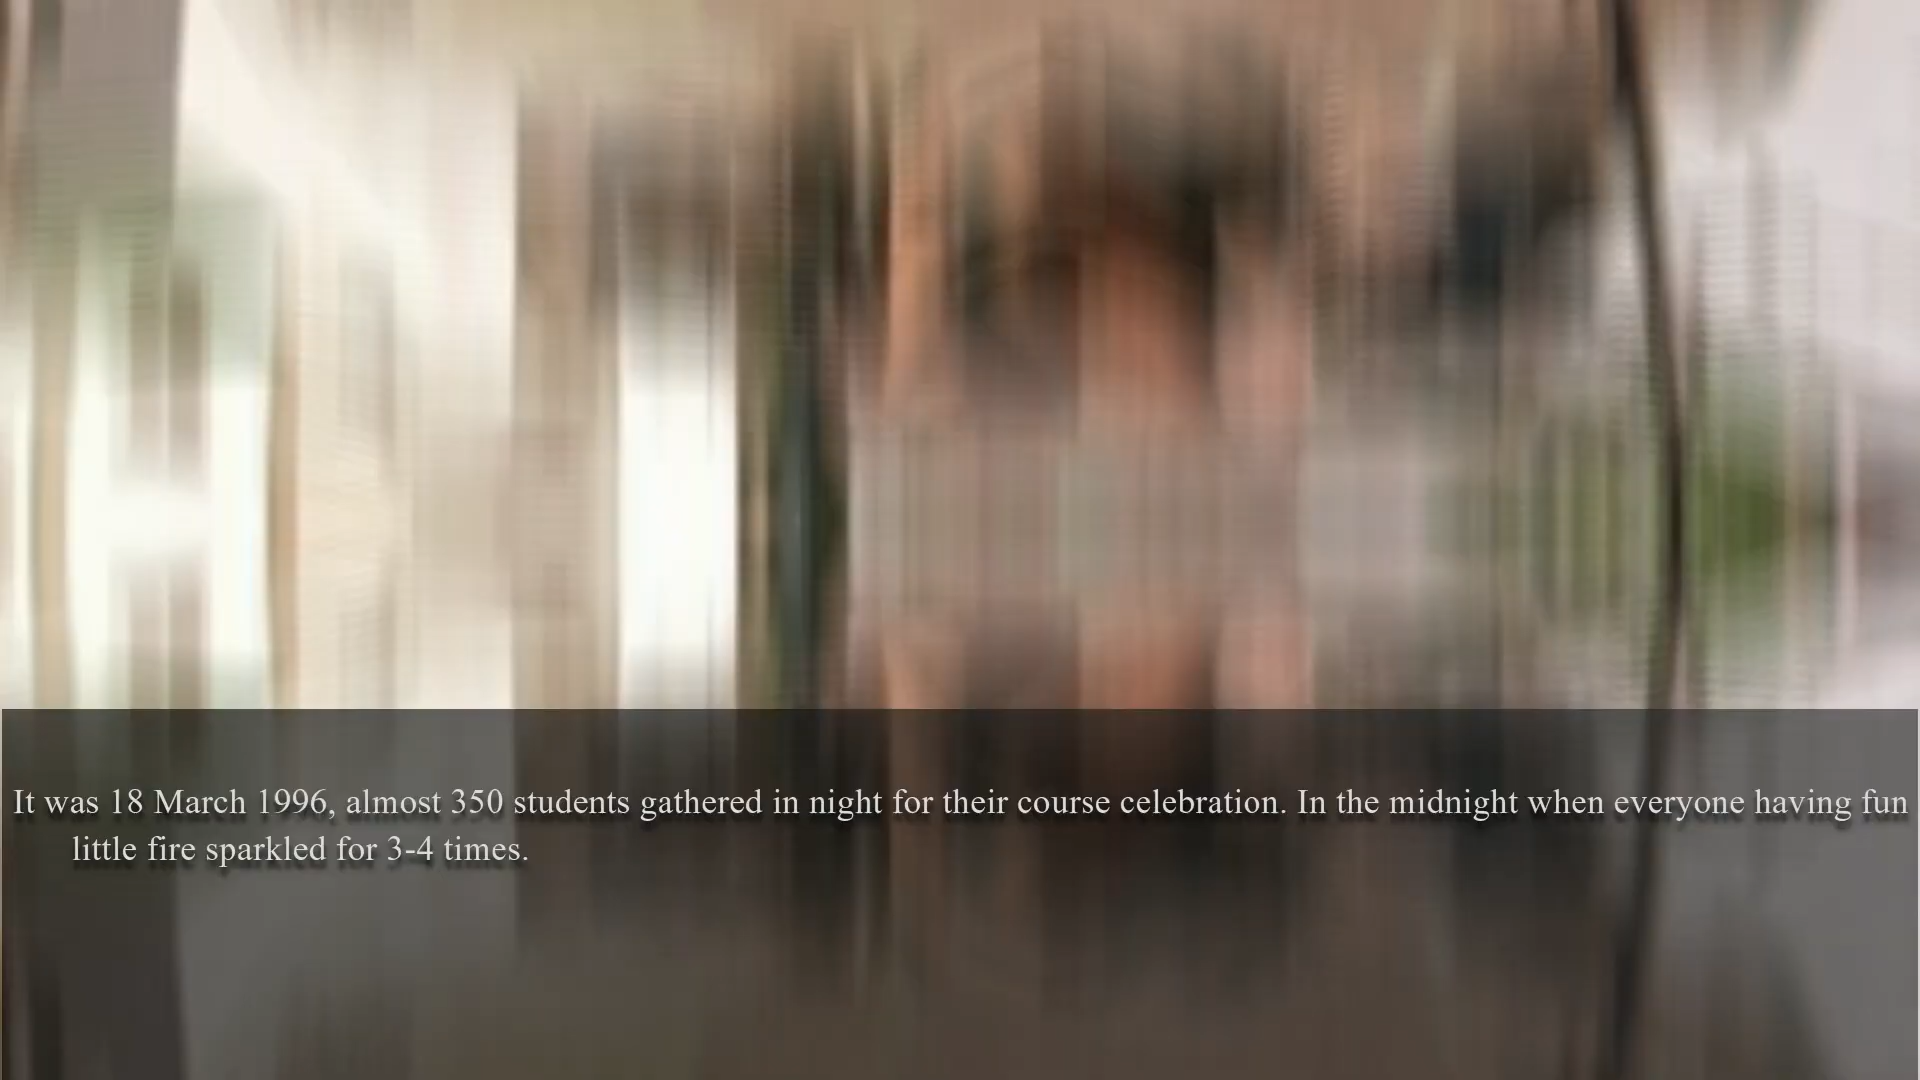 It was 18 March 1996, almost 350 students gathered in night for their course celebration. In the midnight when everyone having fun
little fire sparkled for 3-4 times.